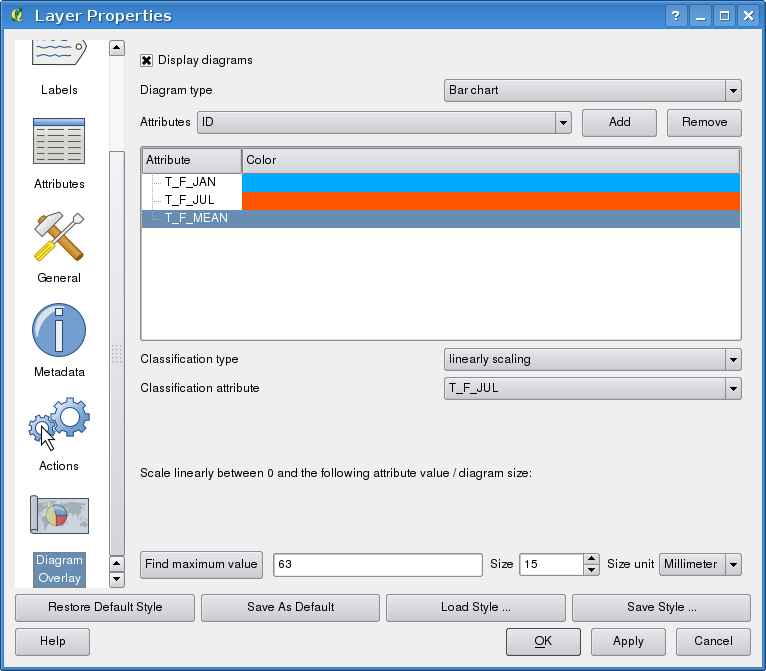 Layer Properties
Labels
Attributes
General
Metadata
Actions
Diagram
Overlay
Display diagrams
Diagram type Bar chart
Attributes ID Add Remove
Attribute Color
T_F_JAN
T_F_JUL
T_F_MEAN
Classification type linearly scaling
Classification attribute T_F_JUL
Scale linearly between 0 and the following attribute value / diagram size:
Find maximum value 63 Size 15 Size unit Millimeter
Restore Default Style Save As Default Load Style ... Save Style ...
Help OK Apply Cancel